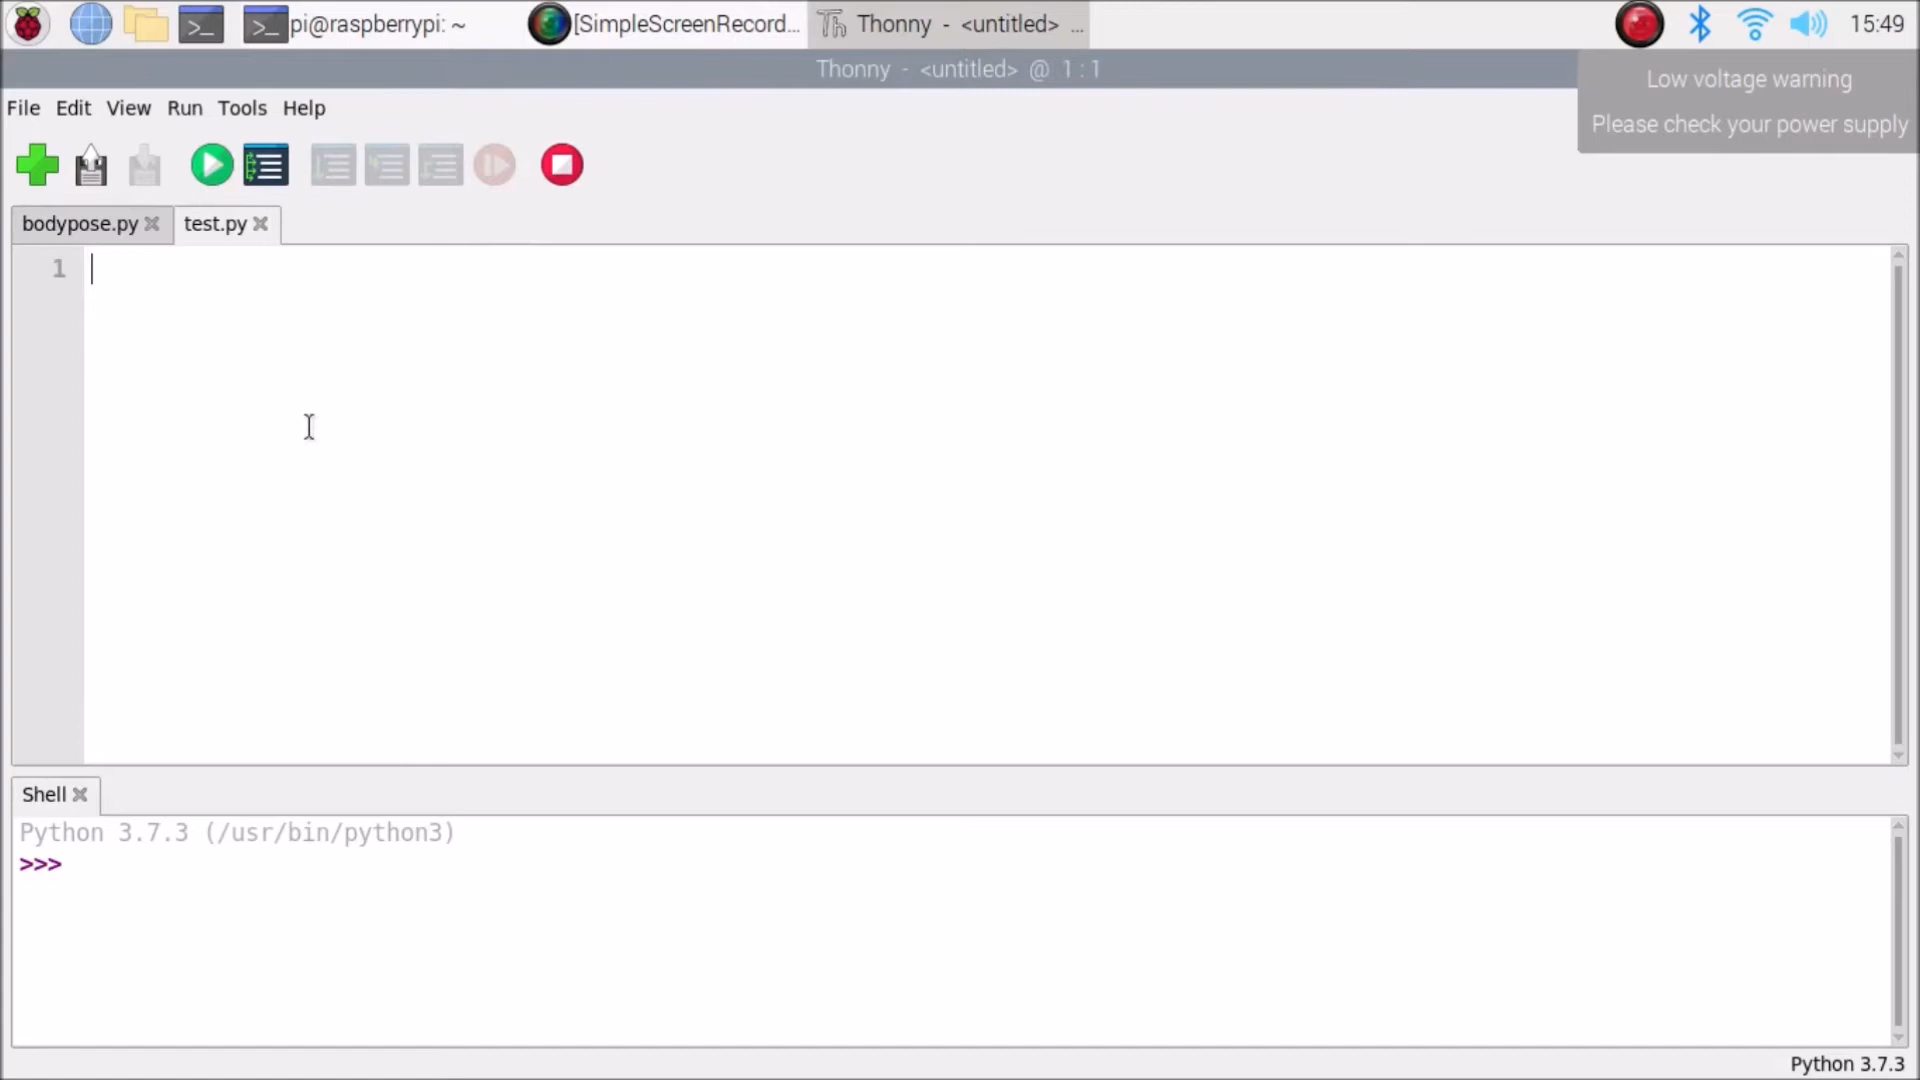 pi@raspberrypi: ~ [SimpleScreenRecord... Thonny - <untitled> ... 15:49
Thonny - <untitled> @ 1:1
Low voltage warning
Please check your power supply
File Edit View Run Tools Help
bodypose.py test.py
1
Shell
Python 3.7.3 (/usr/bin/python3)
>>>
Python 3.7.3